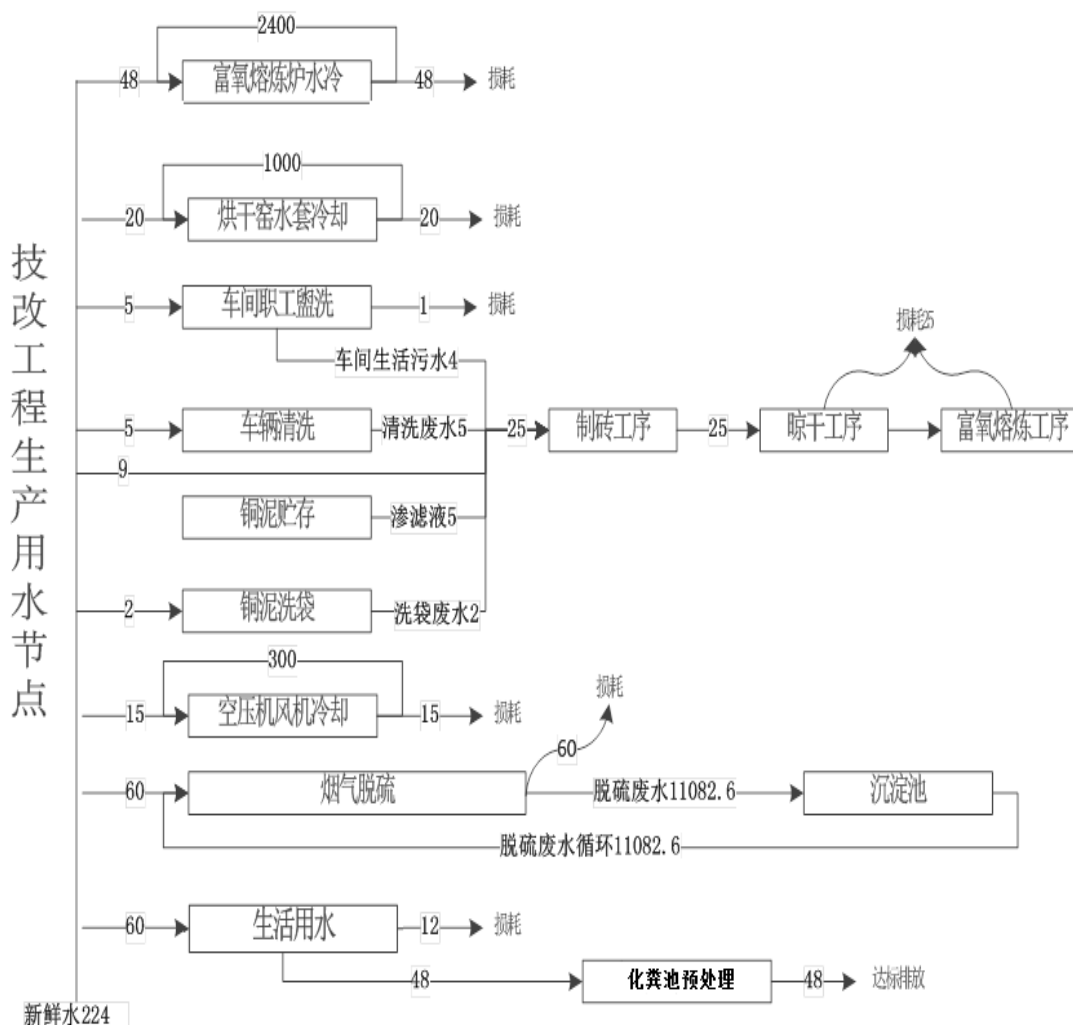 技改工程生产用水节点
2400
48
富氧熔炼炉水冷
48
损耗
1000
20
烘干窑水套冷却
20
损耗
5
车间职工盥洗
1
损耗
车间生活污水4
损耗25
5
车辆清洗
清洗废水5
25
制砖工序
25
晾干工序
富氧熔炼工序
9
铜泥贮存
渗滤液5
2
铜泥洗袋
洗袋废水2
300
15
空压机风机冷却
15
损耗
损耗
60
60
烟气脱硫
脱硫废水11082.6
沉淀池
脱硫废水循环11082.6
60
生活用水
12
损耗
48
化粪池预处理
48
达标排放
新鲜水224